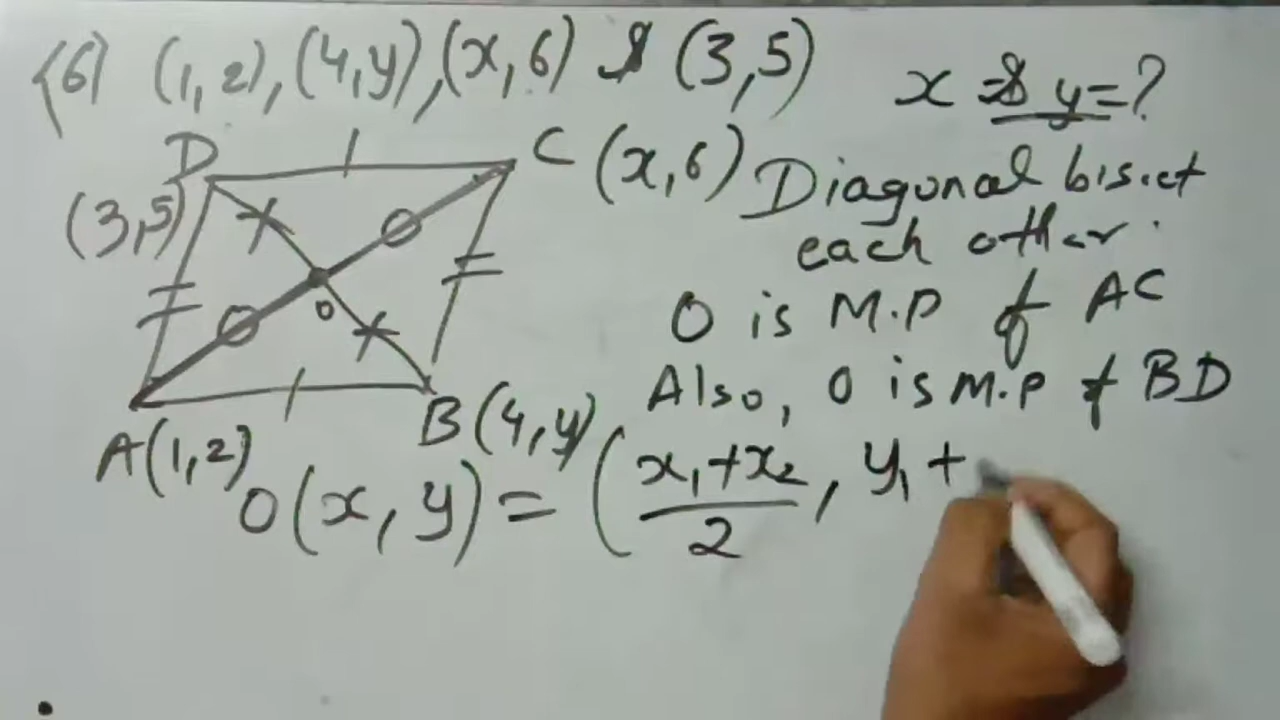 (6) (1,2), (4,y), (x,6) & (3,5)
x & y = ?
D
C (x,6)
(3,5)
Diagonal bisect
each other.
O
O is M.P of AC
Also, O is M.P of BD
B (4,y)
A(1,2)
O(x,y) = (x₁+x₂/2, y₁+